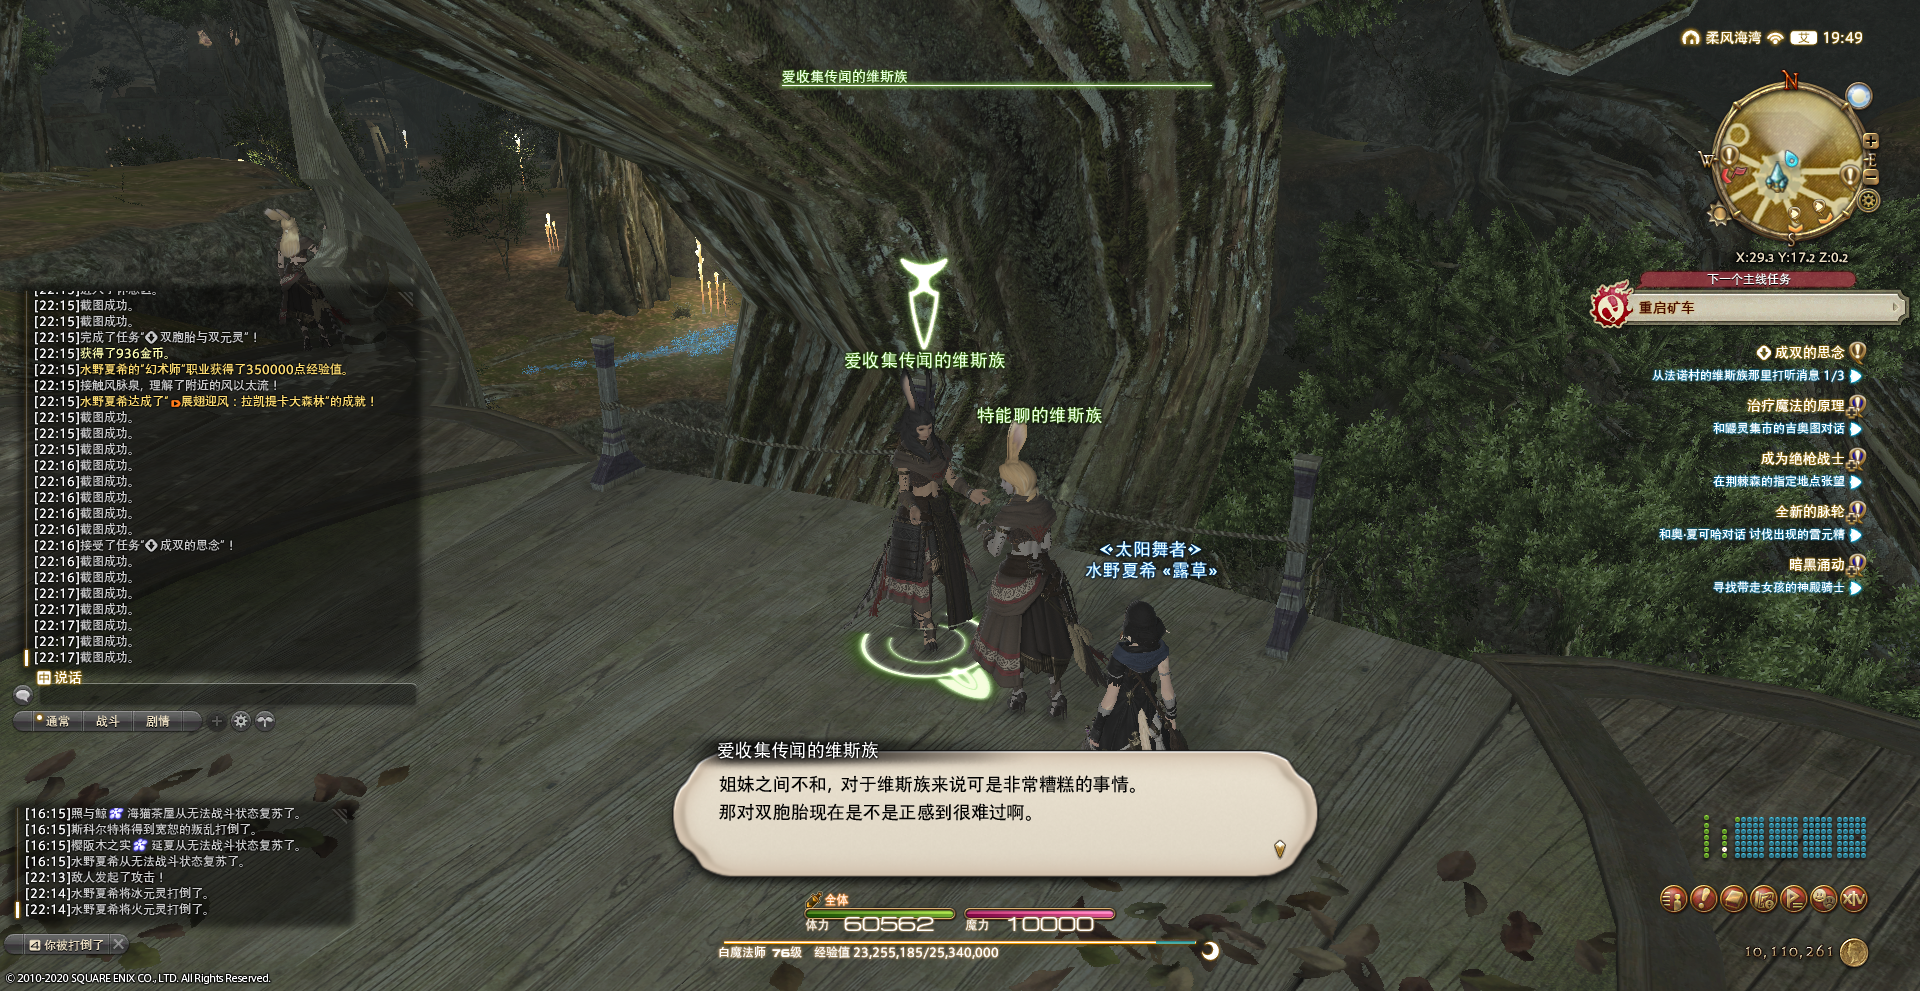 爱收集传闻的维斯族
柔风海湾 艾 19:49
N
W
E
S
X:29.3 Y:17.2 Z:0.2
下一个主线任务
重启矿车
成双的思念
从法诺村的维斯族那里打听消息 1/3
治疗魔法的原理
和鼹灵集市的吉奥图对话
成为绝枪战士
在荆棘森的指定地点张望
全新的脉轮
和奥·夏可哈对话 讨伐出现的雷元精
暗黑涌动
寻找带走女孩的神殿骑士
爱收集传闻的维斯族
特能聊的维斯族
太阳舞者
水野夏希 «露草»
[22:15]截图成功。
[22:15]截图成功。
[22:15]完成了任务“双胞胎与双元灵”！
[22:15]获得了936金币。
[22:15]水野夏希的“幻术师”职业获得了350000点经验值。
[22:15]接触风脉泉，理解了附近的风以太流！
[22:15]水野夏希达成了“展翅迎风：拉凯提卡大森林”的成就！
[22:15]截图成功。
[22:15]截图成功。
[22:15]截图成功。
[22:16]截图成功。
[22:16]截图成功。
[22:16]截图成功。
[22:16]截图成功。
[22:16]截图成功。
[22:16]接受了任务“成双的思念”！
[22:16]截图成功。
[22:16]截图成功。
[22:17]截图成功。
[22:17]截图成功。
[22:17]截图成功。
[22:17]截图成功。
[22:17]截图成功。
说话
通常 战斗 剧情
爱收集传闻的维斯族
姐妹之间不和，对于维斯族来说可是非常糟糕的事情。
那对双胞胎现在是不是正感到很难过啊。
[16:15]照与鲸 海猫茶屋从无法战斗状态复苏了。
[16:15]斯科尔特将得到宽恕的叛乱打倒了。
[16:15]樱阪木之实 延夏从无法战斗状态复苏了。
[16:15]水野夏希从无法战斗状态复苏了。
[22:13]敌人发起了攻击！
[22:14]水野夏希将冰元灵打倒了。
[22:14]水野夏希将火元灵打倒了。
4 你被打倒了
全体
体力 60562 魔力 10000
白魔法师 76级 经验值 23,255,185/25,340,000
XIV
10,110,261
© 2010-2020 SQUARE ENIX CO., LTD. All Rights Reserved.